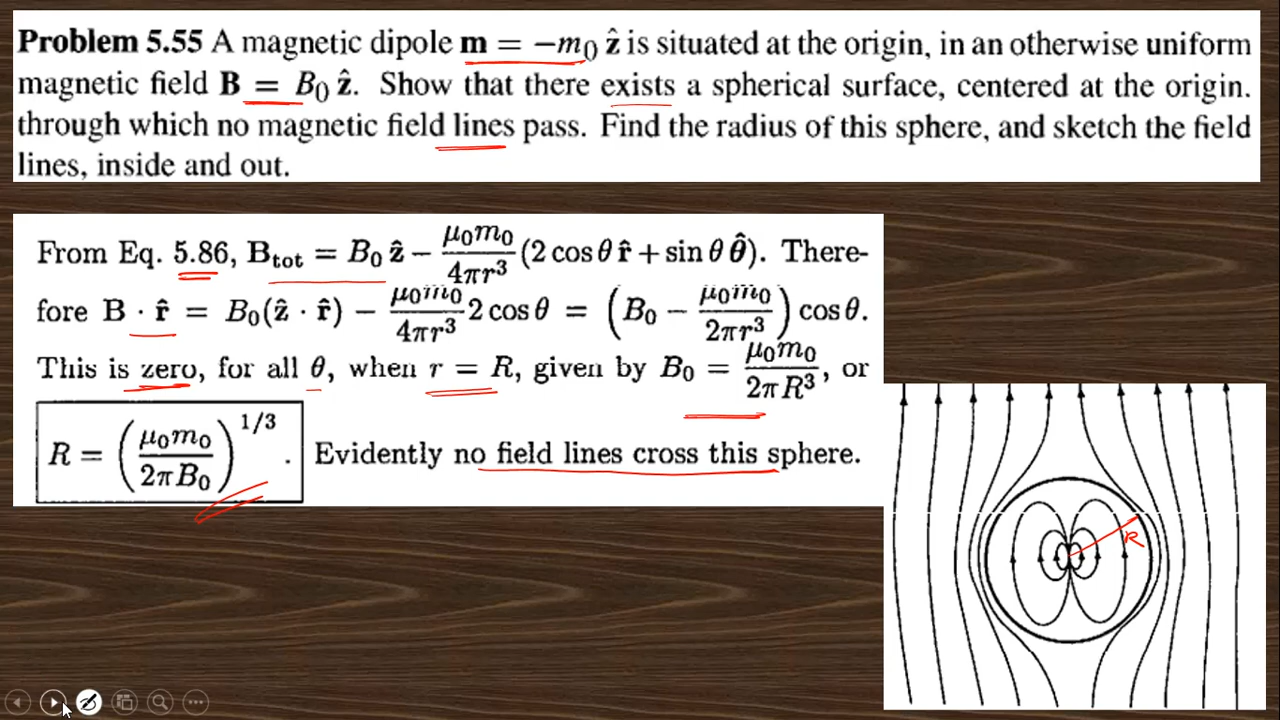 Problem 5.55 A magnetic dipole m = −m₀ ẑ is situated at the origin, in an otherwise uniform
magnetic field B = B₀ ẑ. Show that there exists a spherical surface, centered at the origin.
through which no magnetic field lines pass. Find the radius of this sphere, and sketch the field
lines, inside and out.
From Eq. 5.86, B_tot = B₀ ẑ − μ₀m₀/4πr³ (2 cos θ r̂ + sin θ θ̂). There-
fore B · r̂ = B₀(ẑ · r̂) − μ₀m₀/4πr³ 2 cos θ = (B₀ − μ₀m₀/2πr³) cos θ.
This is zero, for all θ, when r = R, given by B₀ = μ₀m₀/2πR³, or
R = (μ₀m₀/2πB₀)^1/3. Evidently no field lines cross this sphere.
R